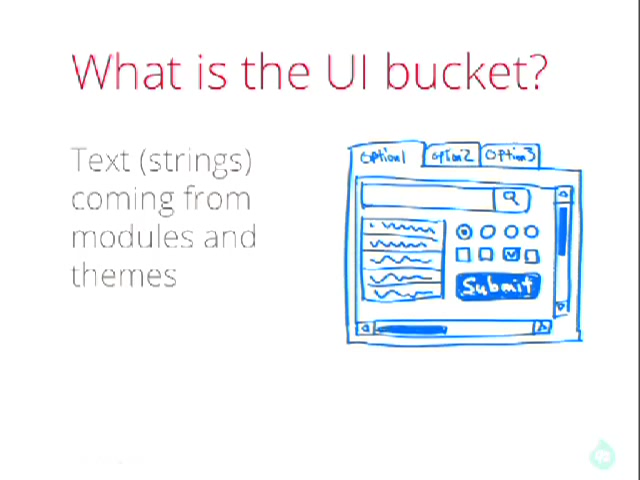 What is the UI bucket?
Text (strings)
coming from
modules and
themes
option1 option2 option3
Submit